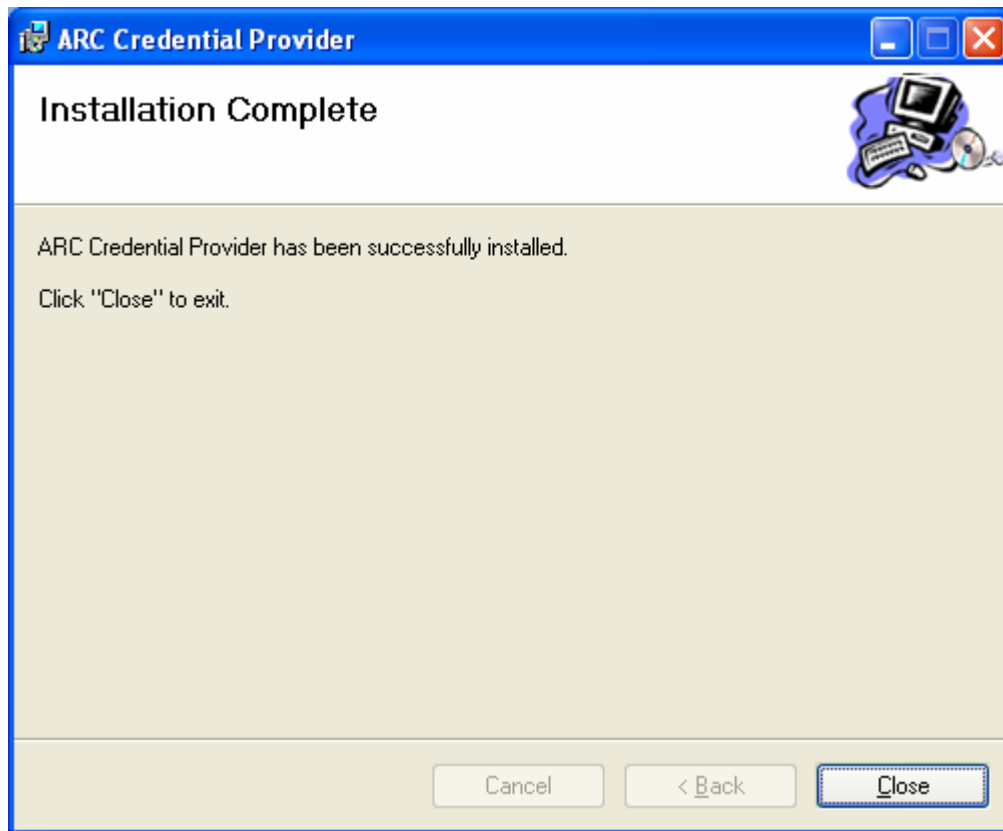 ARC Credential Provider
Installation Complete
ARC Credential Provider has been successfully installed.
Click "Close" to exit.
Cancel
< Back
Close